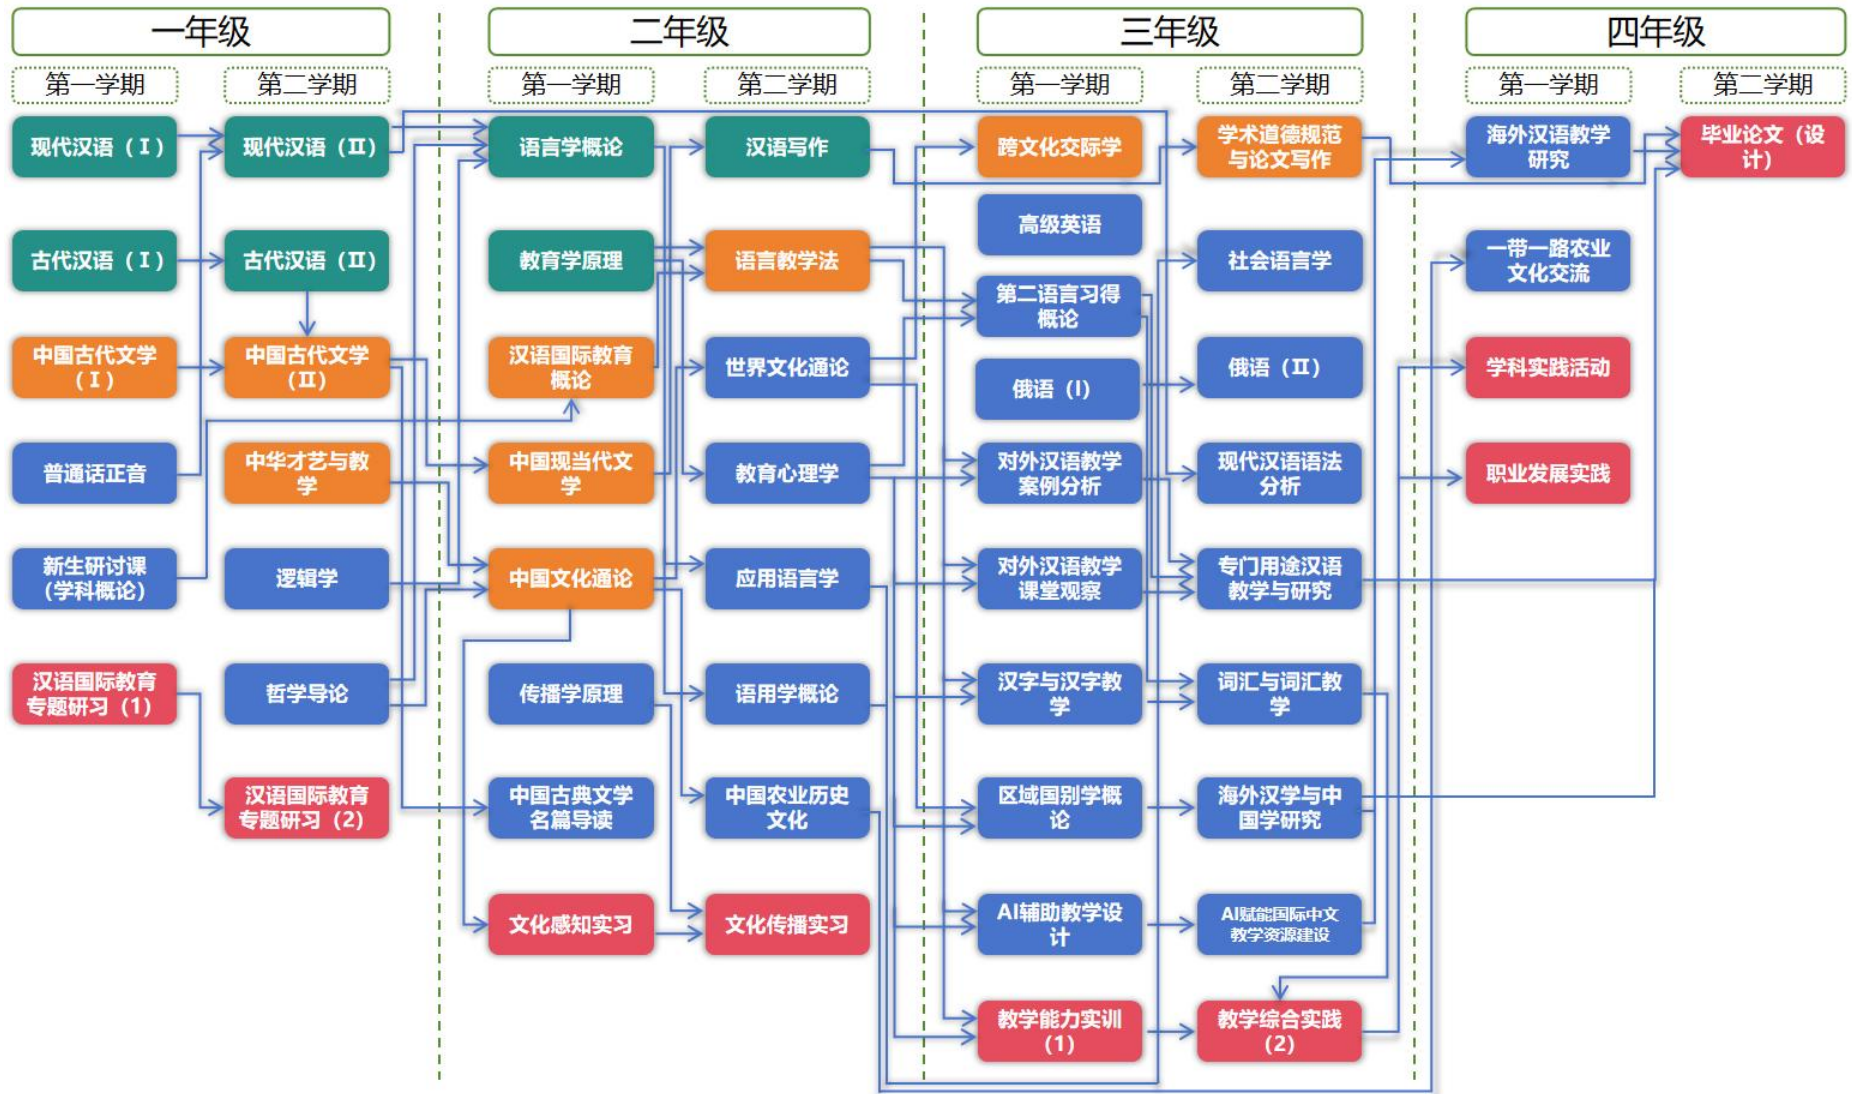 一年级
二年级
三年级
四年级
第一学期
第二学期
第一学期
第二学期
第一学期
第二学期
第一学期
第二学期
现代汉语（Ⅰ）
现代汉语（Ⅱ）
语言学概论
汉语写作
跨文化交际学
学术道德规范
与论文写作
海外汉语教学
研究
毕业论文（设
计）
高级英语
古代汉语（Ⅰ）
古代汉语（Ⅱ）
教育学原理
语言教学法
社会语言学
一带一路农业
文化交流
第二语言习得
概论
中国古代文学
（Ⅰ）
中国古代文学
（Ⅱ）
汉语国际教育
概论
世界文化通论
俄语（Ⅰ）
俄语（Ⅱ）
学科实践活动
普通话正音
中华才艺与教
学
中国现当代文
学
教育心理学
对外汉语教学
案例分析
现代汉语语法
分析
职业发展实践
新生研讨课
（学科概论）
逻辑学
中国文化通论
应用语言学
对外汉语教学
课堂观察
专门用途汉语
教学与研究
汉语国际教育
专题研习（1）
哲学导论
传播学原理
语用学概论
汉字与汉字教
学
词汇与词汇教
学
汉语国际教育
专题研习（2）
中国古典文学
名篇导读
中国农业历史
文化
区域国别学概
论
海外汉学与中
国学研究
文化感知实习
文化传播实习
AI辅助教学设
计
AI赋能国际中文
教学资源建设
教学能力实训
（1）
教学综合实践
（2）